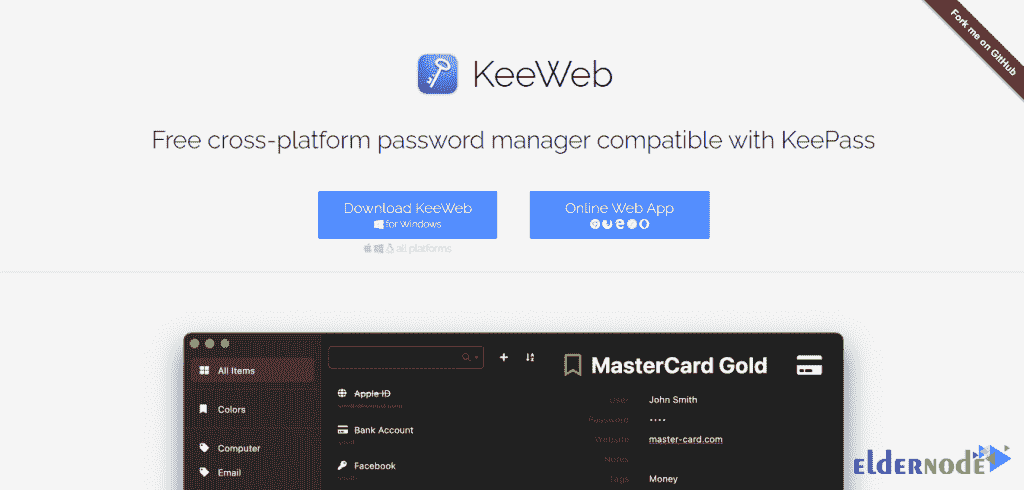 Fork me on GitHub
KeeWeb
Free cross-platform password manager compatible with KeePass
Download KeeWeb
for Windows
Online Web App
all platforms
All Items
Colors
Computer
Email
Apple ID
Bank Account
Facebook
MasterCard Gold
User
John Smith
Password
••••
Website
master-card.com
Notes
Tags
Money
ELDERNODE